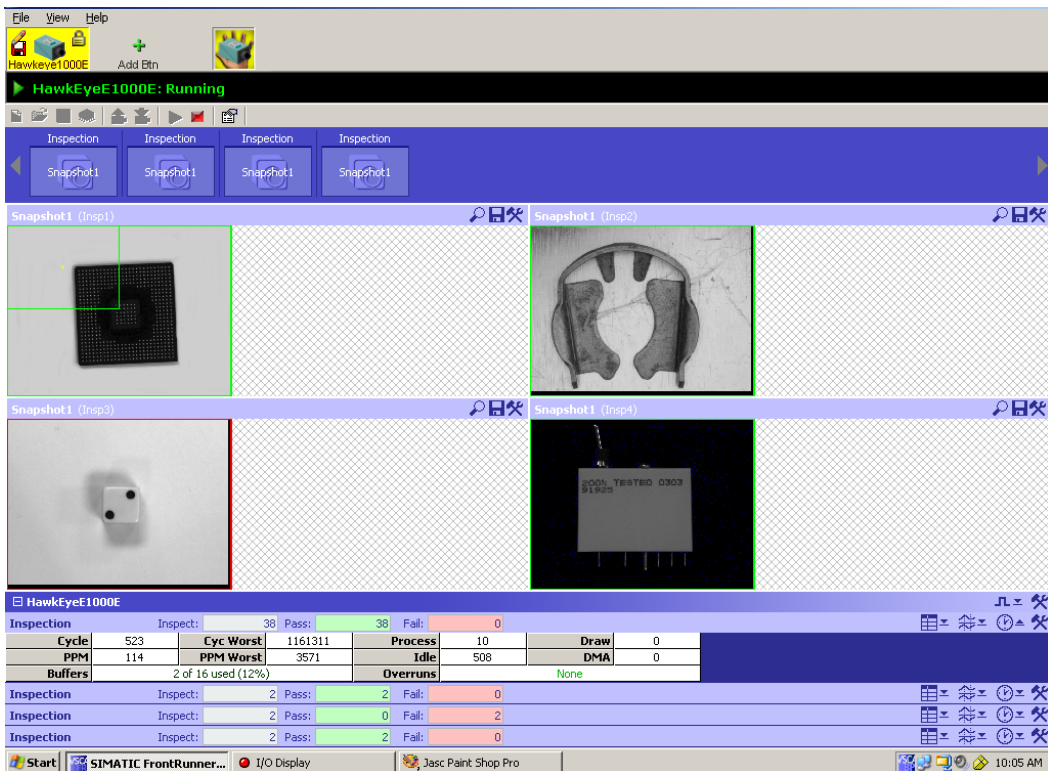 File View Help
Hawkeye1000E Add Btn
HawkEyeE1000E: Running
Inspection Inspection Inspection Inspection
Snapshot1 Snapshot1 Snapshot1 Snapshot1
Snapshot1 (Insp1) Snapshot1 (Insp2)
Snapshot1 (Insp3) Snapshot1 (Insp4)
200% TESTED 0303
91925
HawkEyeE1000E
Inspection Inspect: 38 Pass: 38 Fail: 0
Cycle 523 Cyc Worst 1161311 Process 10 Draw 0
PPM 114 PPM Worst 3571 Idle 508 DMA 0
Buffers 2 of 16 used (12%) Overruns None
Inspection Inspect: 2 Pass: 2 Fail: 0
Inspection Inspect: 2 Pass: 0 Fail: 2
Inspection Inspect: 2 Pass: 2 Fail: 0
Start SIMATIC FrontRunner... I/O Display Jasc Paint Shop Pro 10:05 AM